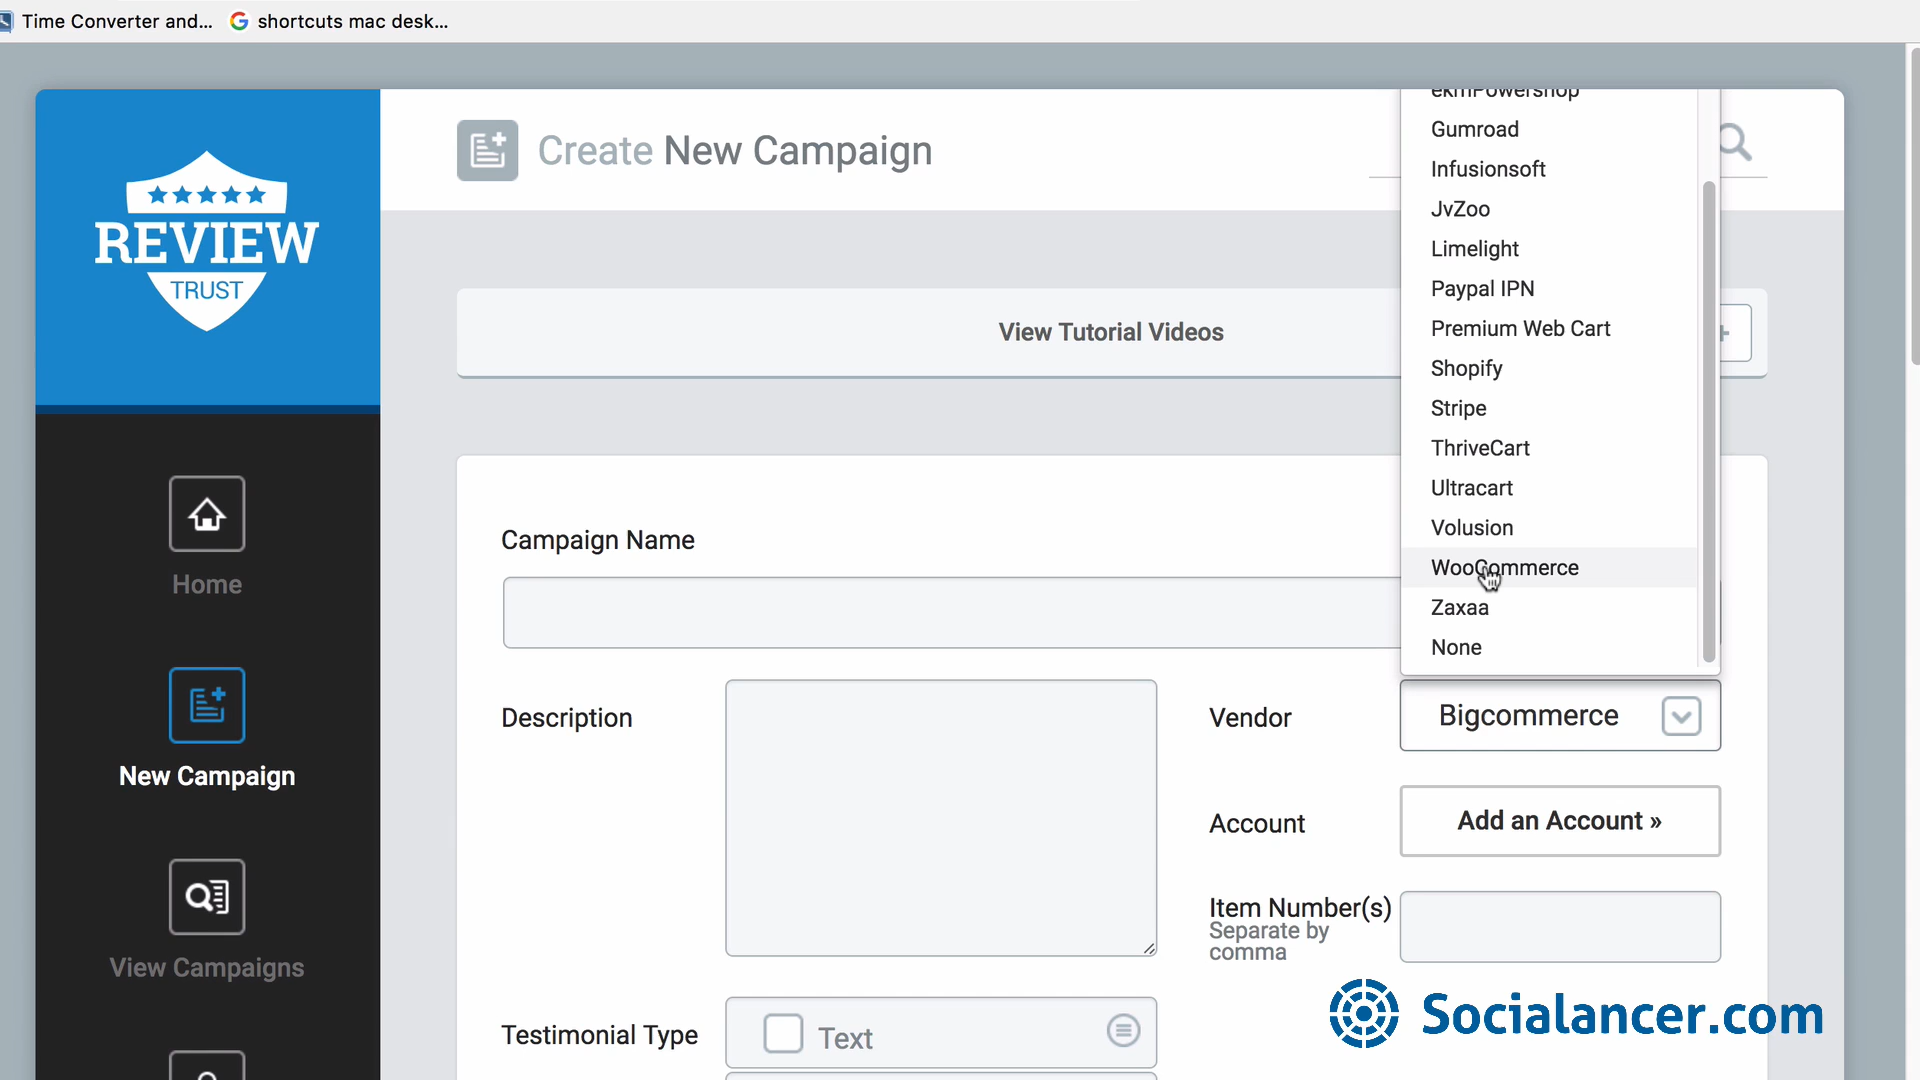 Time Converter and...
shortcuts mac desk...
REVIEW
TRUST
Create New Campaign
ekmPowershop
Gumroad
Infusionsoft
JvZoo
Limelight
Paypal IPN
Premium Web Cart
Shopify
Stripe
ThriveCart
Ultracart
Volusion
WooCommerce
Zaxaa
None
View Tutorial Videos
Home
New Campaign
View Campaigns
Campaign Name
Description
Vendor
Bigcommerce
Account
Add an Account »
Item Number(s)
Separate by
comma
Testimonial Type
Text
Socialancer.com